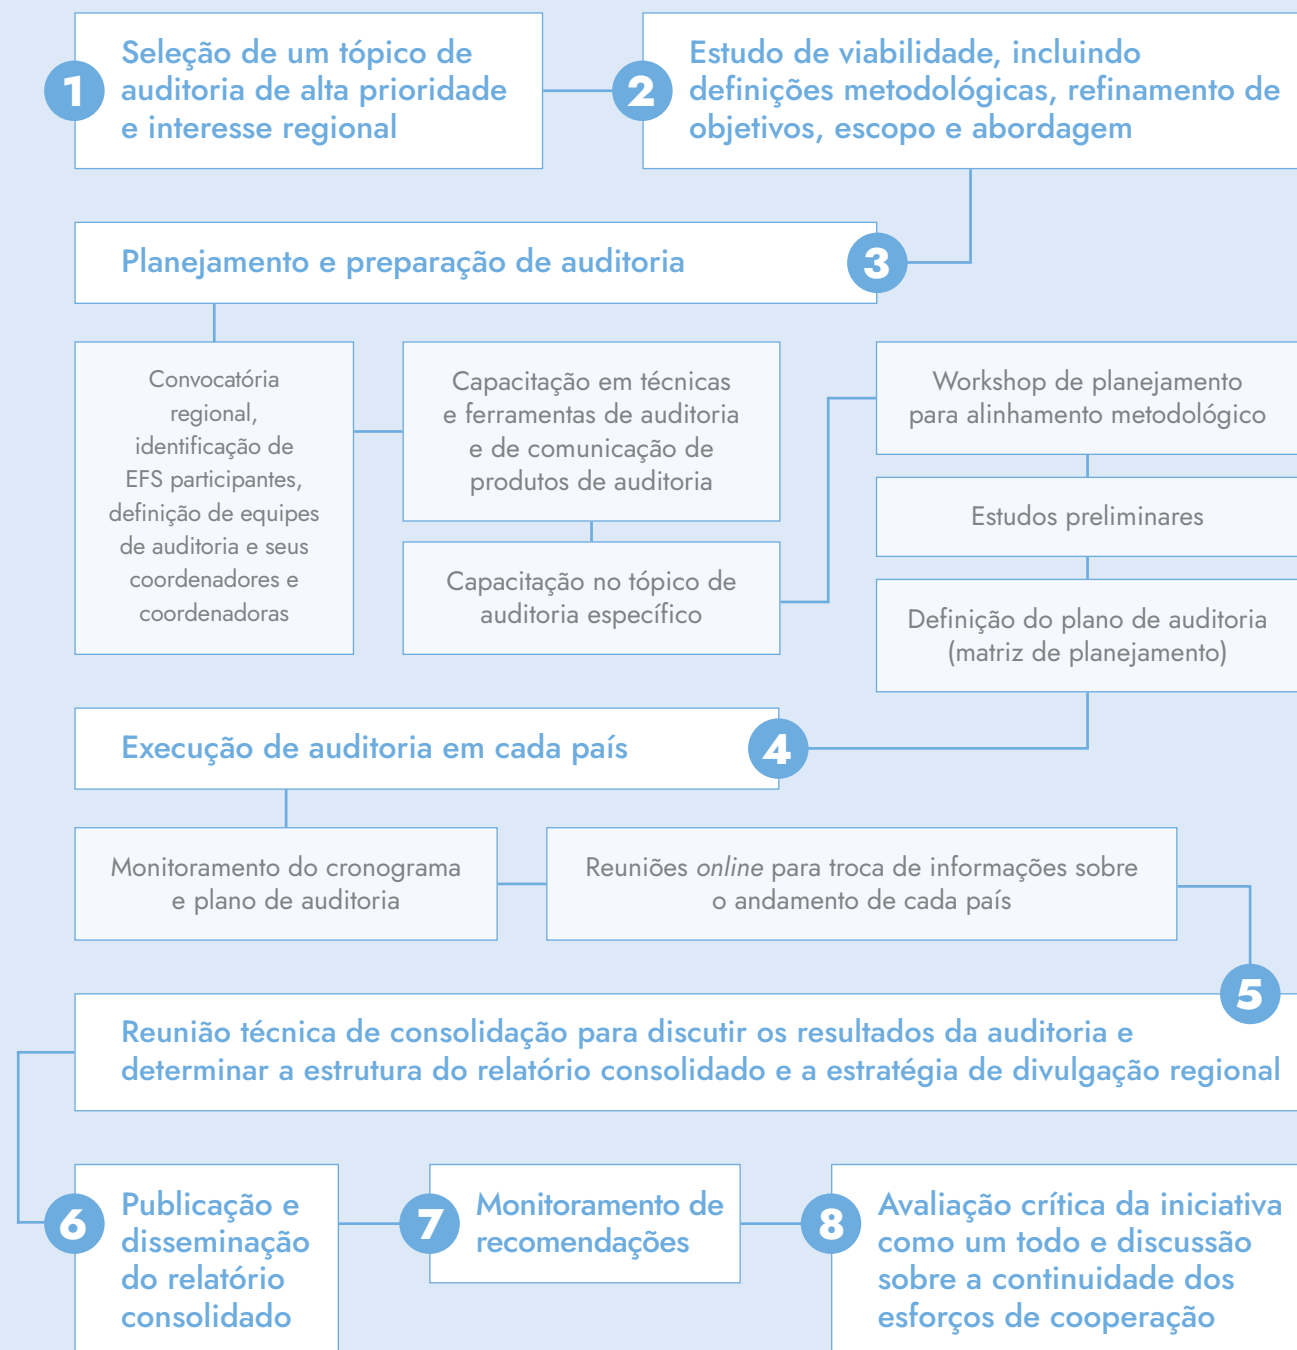 1
Seleção de um tópico de
auditoria de alta prioridade
e interesse regional
2
Estudo de viabilidade, incluindo
definições metodológicas, refinamento de
objetivos, escopo e abordagem
Planejamento e preparação de auditoria
3
Convocatória
regional,
identificação de
EFS participantes,
definição de equipes
de auditoria e seus
coordenadores e
coordenadoras
Capacitação em técnicas
e ferramentas de auditoria
e de comunicação de
produtos de auditoria
Capacitação no tópico de
auditoria específico
Workshop de planejamento
para alinhamento metodológico
Estudos preliminares
Definição do plano de auditoria
(matriz de planejamento)
Execução de auditoria em cada país
4
Monitoramento do cronograma
e plano de auditoria
Reuniões online para troca de informações sobre
o andamento de cada país
5
Reunião técnica de consolidação para discutir os resultados da auditoria e
determinar a estrutura do relatório consolidado e a estratégia de divulgação regional
6
Publicação e
disseminação
do relatório
consolidado
7
Monitoramento de
recomendações
8
Avaliação crítica da iniciativa
como um todo e discussão
sobre a continuidade dos
esforços de cooperação